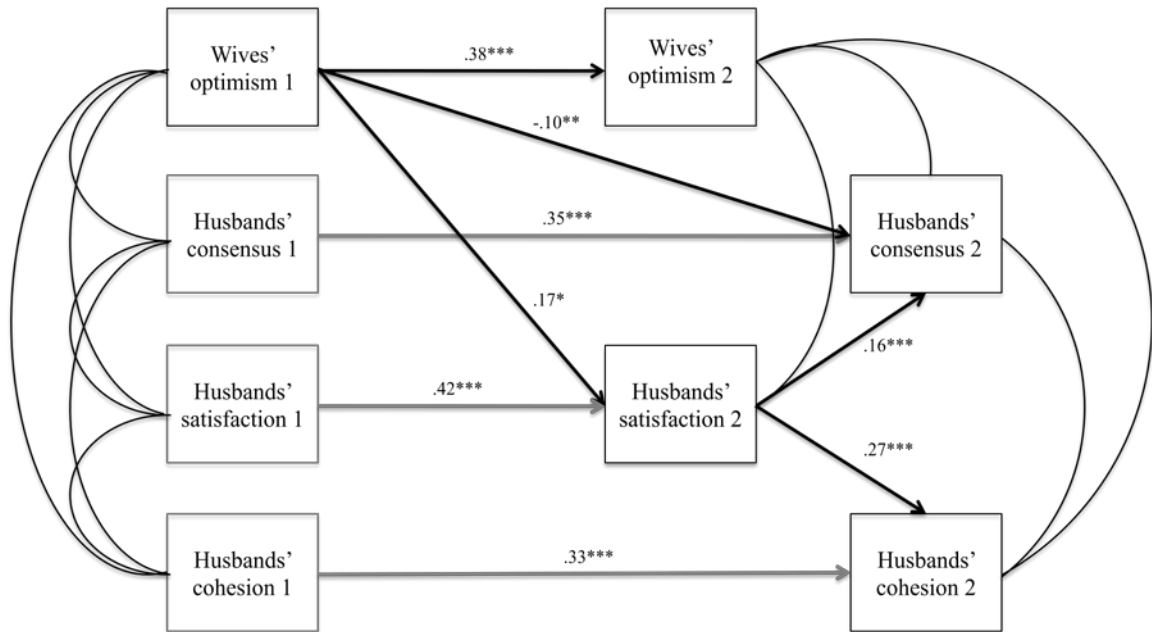 Wives’
optimism 1
.38***
Wives’
optimism 2
-.10**
Husbands’
consensus 1
.35***
Husbands’
consensus 2
.17*
.16***
Husbands’
satisfaction 1
.42***
Husbands’
satisfaction 2
.27***
Husbands’
cohesion 1
.33***
Husbands’
cohesion 2